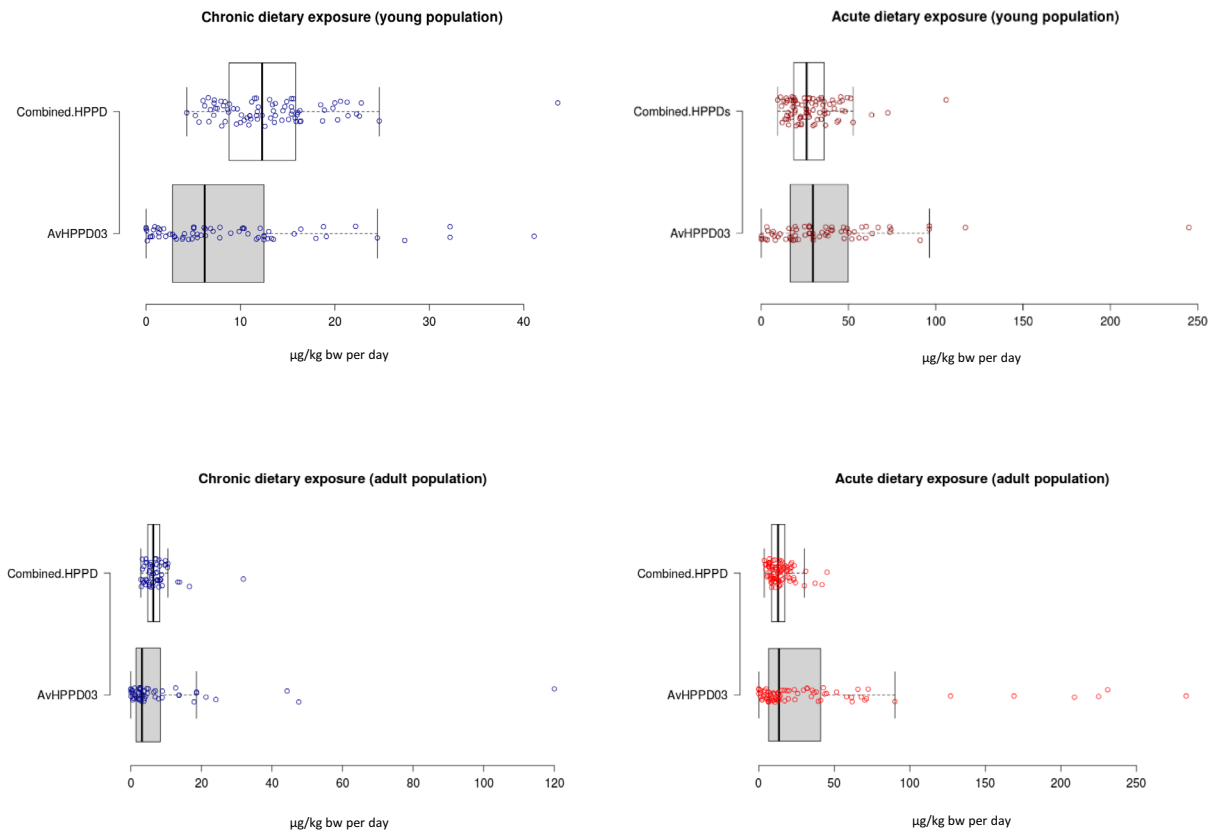 Chronic dietary exposure (young population)
Combined.HPPD
AvHPPD03
0 10 20 30 40
µg/kg bw per day
Acute dietary exposure (young population)
Combined.HPPDs
AvHPPD03
0 50 100 150 200 250
µg/kg bw per day
Chronic dietary exposure (adult population)
Combined.HPPD
AvHPPD03
0 20 40 60 80 100 120
µg/kg bw per day
Acute dietary exposure (adult population)
Combined.HPPD
AvHPPD03
0 50 100 150 200 250
µg/kg bw per day